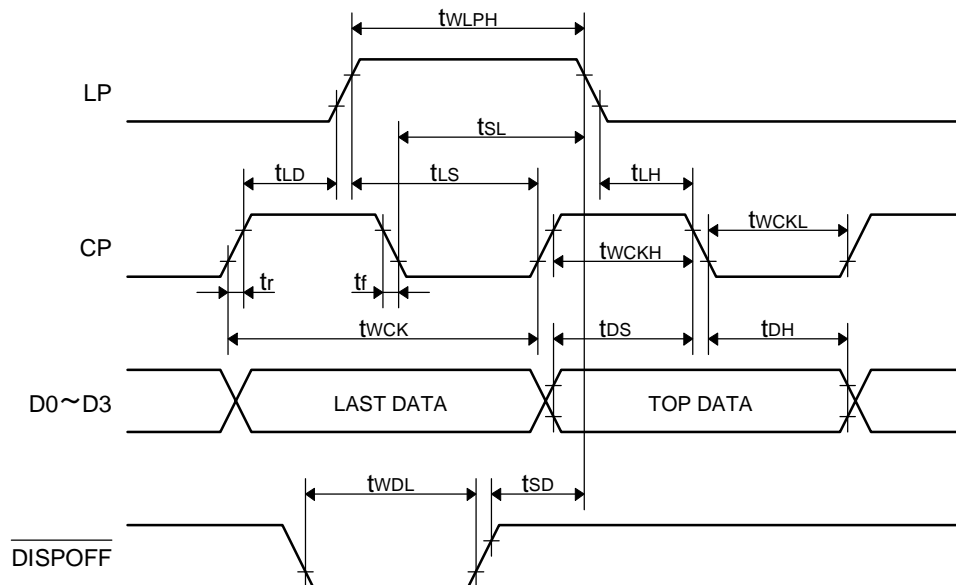 tWLPH
LP
tSL
tLD
tLS
tLH
CP
tWCKL
tWCKH
tr
tf
tWCK
tDS
tDH
D0～D3
LAST DATA
TOP DATA
tWDL
tSD
DISPOFF